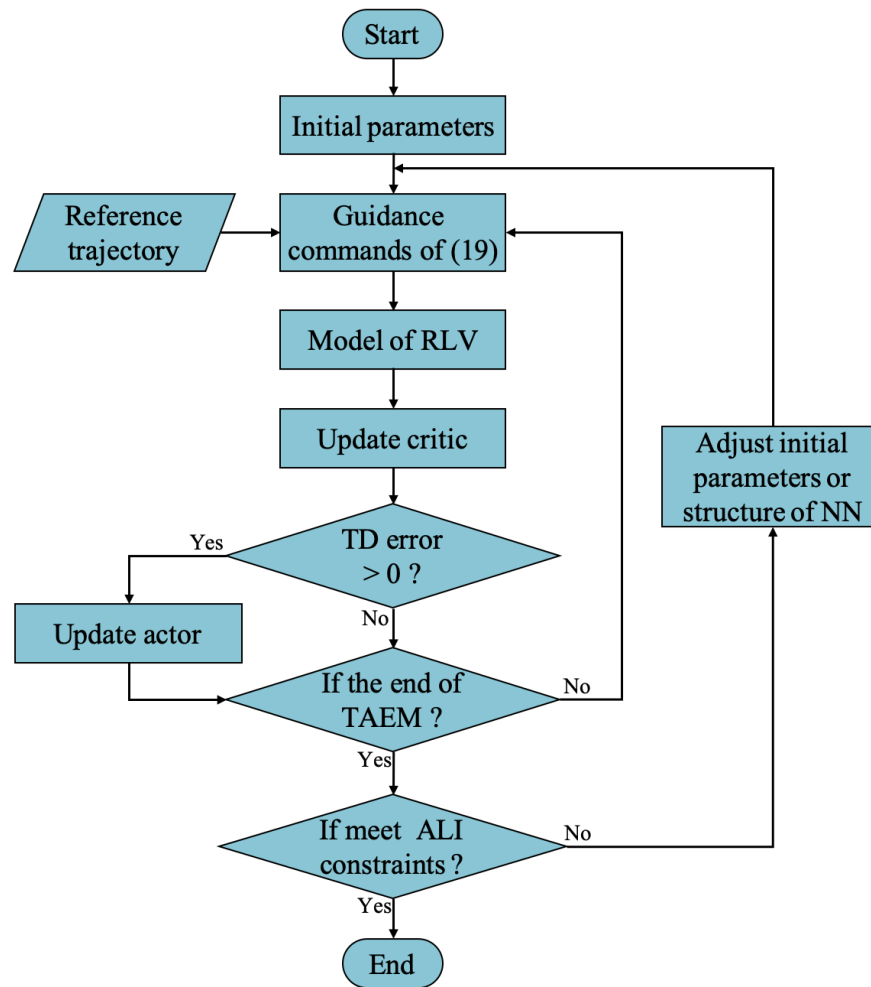 Start
Initial parameters
Reference
trajectory
Guidance
commands of (19)
Model of RLV
Update critic
Adjust initial
parameters or
structure of NN
Yes
TD error
> 0 ?
No
Update actor
If the end of
TAEM ?
No
Yes
If meet ALI
constraints ?
No
Yes
End